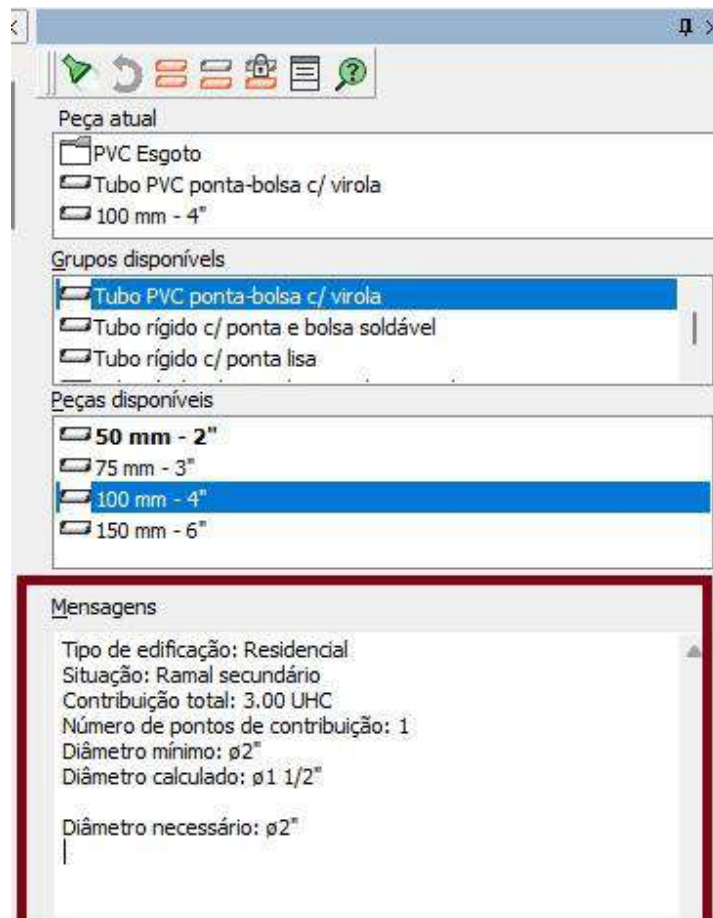 Peça atual
PVC Esgoto
Tubo PVC ponta-bolsa c/ virola
100 mm - 4"
Grupos disponívels
Tubo PVC ponta-bolsa c/ virola
Tubo rígido c/ ponta e bolsa soldável
Tubo rígido c/ ponta lisa
Peças disponíveis
50 mm - 2"
75 mm - 3"
100 mm - 4"
150 mm - 6"
Mensagens
Tipo de edificação: Residencial
Situação: Ramal secundário
Contribuição total: 3.00 UHC
Número de pontos de contribuição: 1
Diâmetro mínimo: ø2"
Diâmetro calculado: ø1 1/2"
Diâmetro necessário: ø2"